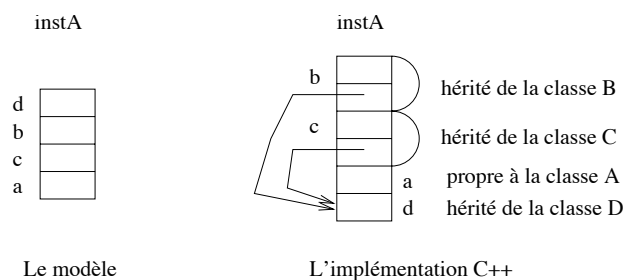 instA
d
b
c
a
Le modèle
instA
b
hérité de la classe B
c
hérité de la classe C
a propre à la classe A
d hérité de la classe D
L'implémentation C++